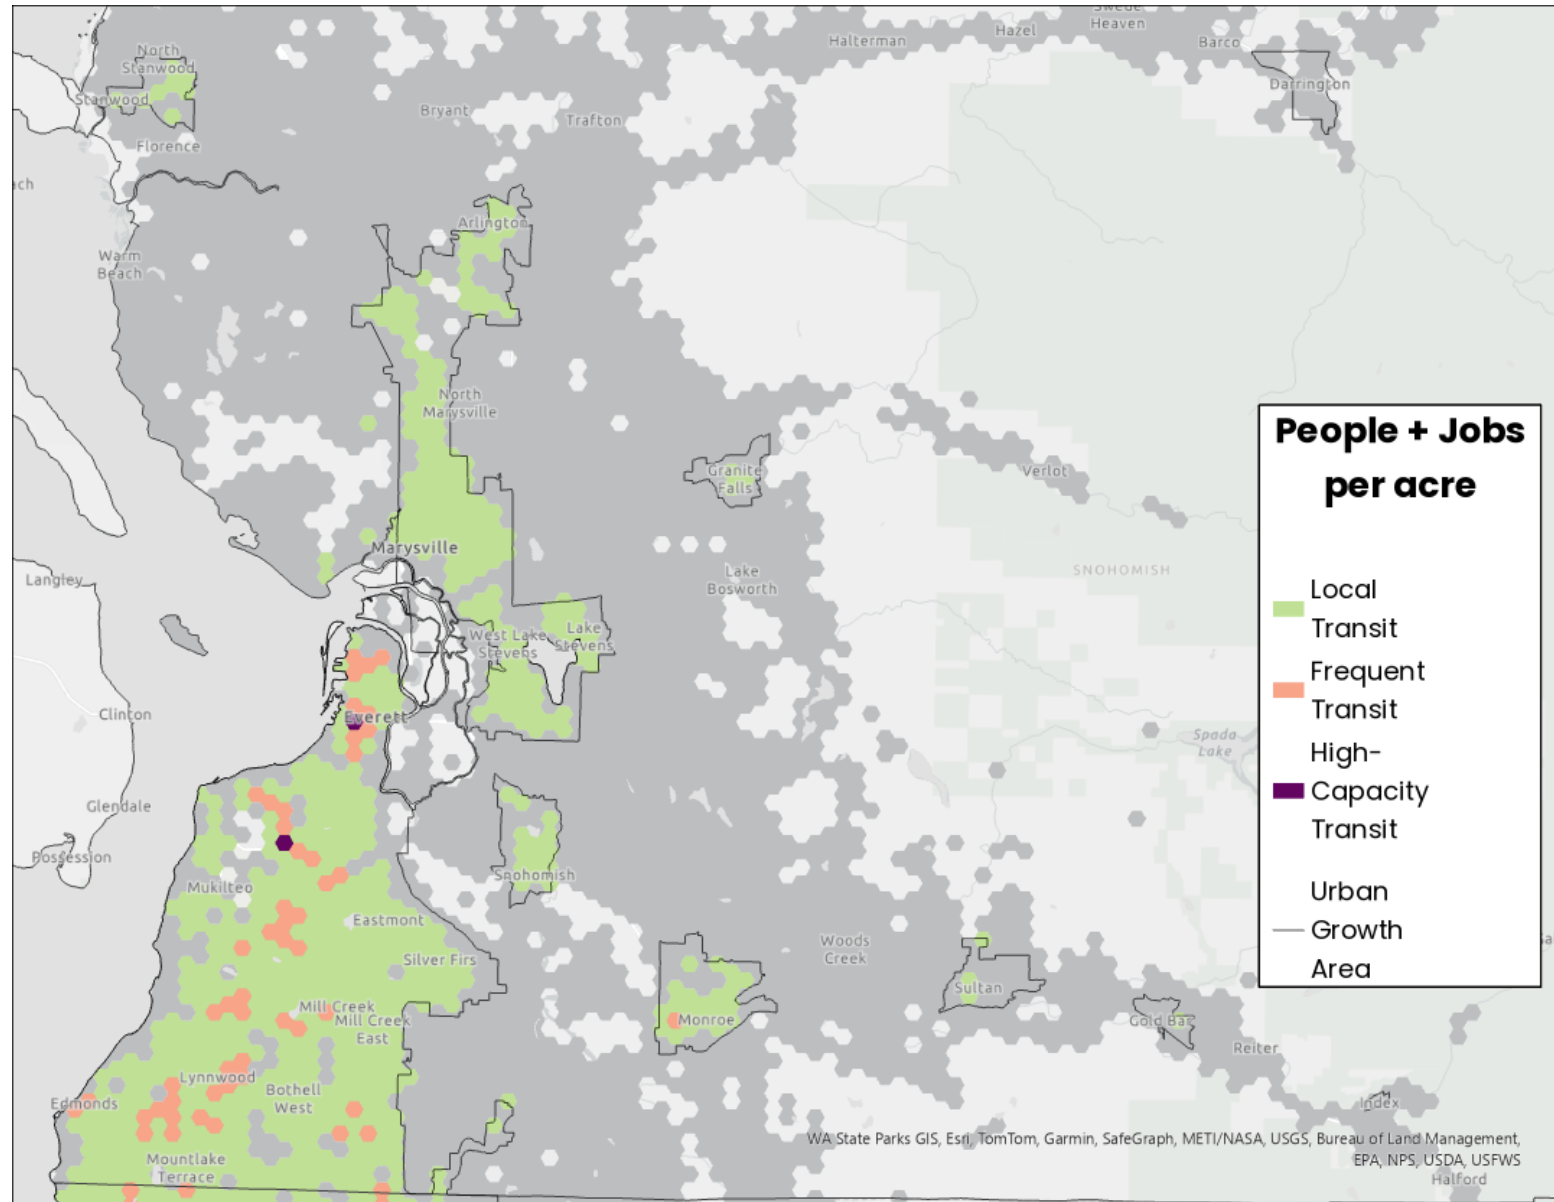 Swede
Heaven
Hazel
Halterman
Barco
North
Stanwood
Darrington
Stanwood
Bryant
Trafton
Florence
ach
Arlington
Warm
Beach
North
Marysville
People + Jobs
per acre
Granite
Falls
Verlot
Marysville
Langley
Lake
Bosworth
SNOHOMISH
Local
Transit
West Lake
Stevens
Lake
Stevens
Frequent
Transit
Clinton
Everett
Spada
Lake
High-
Capacity
Transit
Glendale
Possession
Mukilteo
Snohomish
Urban
Growth
Area
Eastmont
Woods
Creek
Silver Firs
Sultan
Mill Creek
Mill Creek
East
Monroe
Gold Bar
Reiter
Lynnwood
Bothell
West
Edmonds
Index
WA State Parks GIS, Esri, TomTom, Garmin, SafeGraph, METI/NASA, USGS, Bureau of Land Management,
EPA, NPS, USDA, USFWS
Mountlake
Terrace
Halford